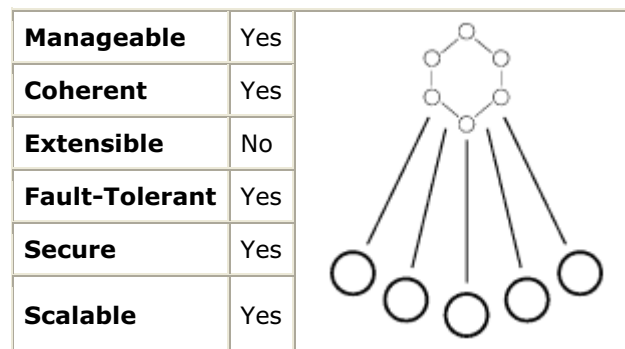 Manageable Yes
Coherent Yes
Extensible No
Fault-Tolerant Yes
Secure Yes
Scalable Yes